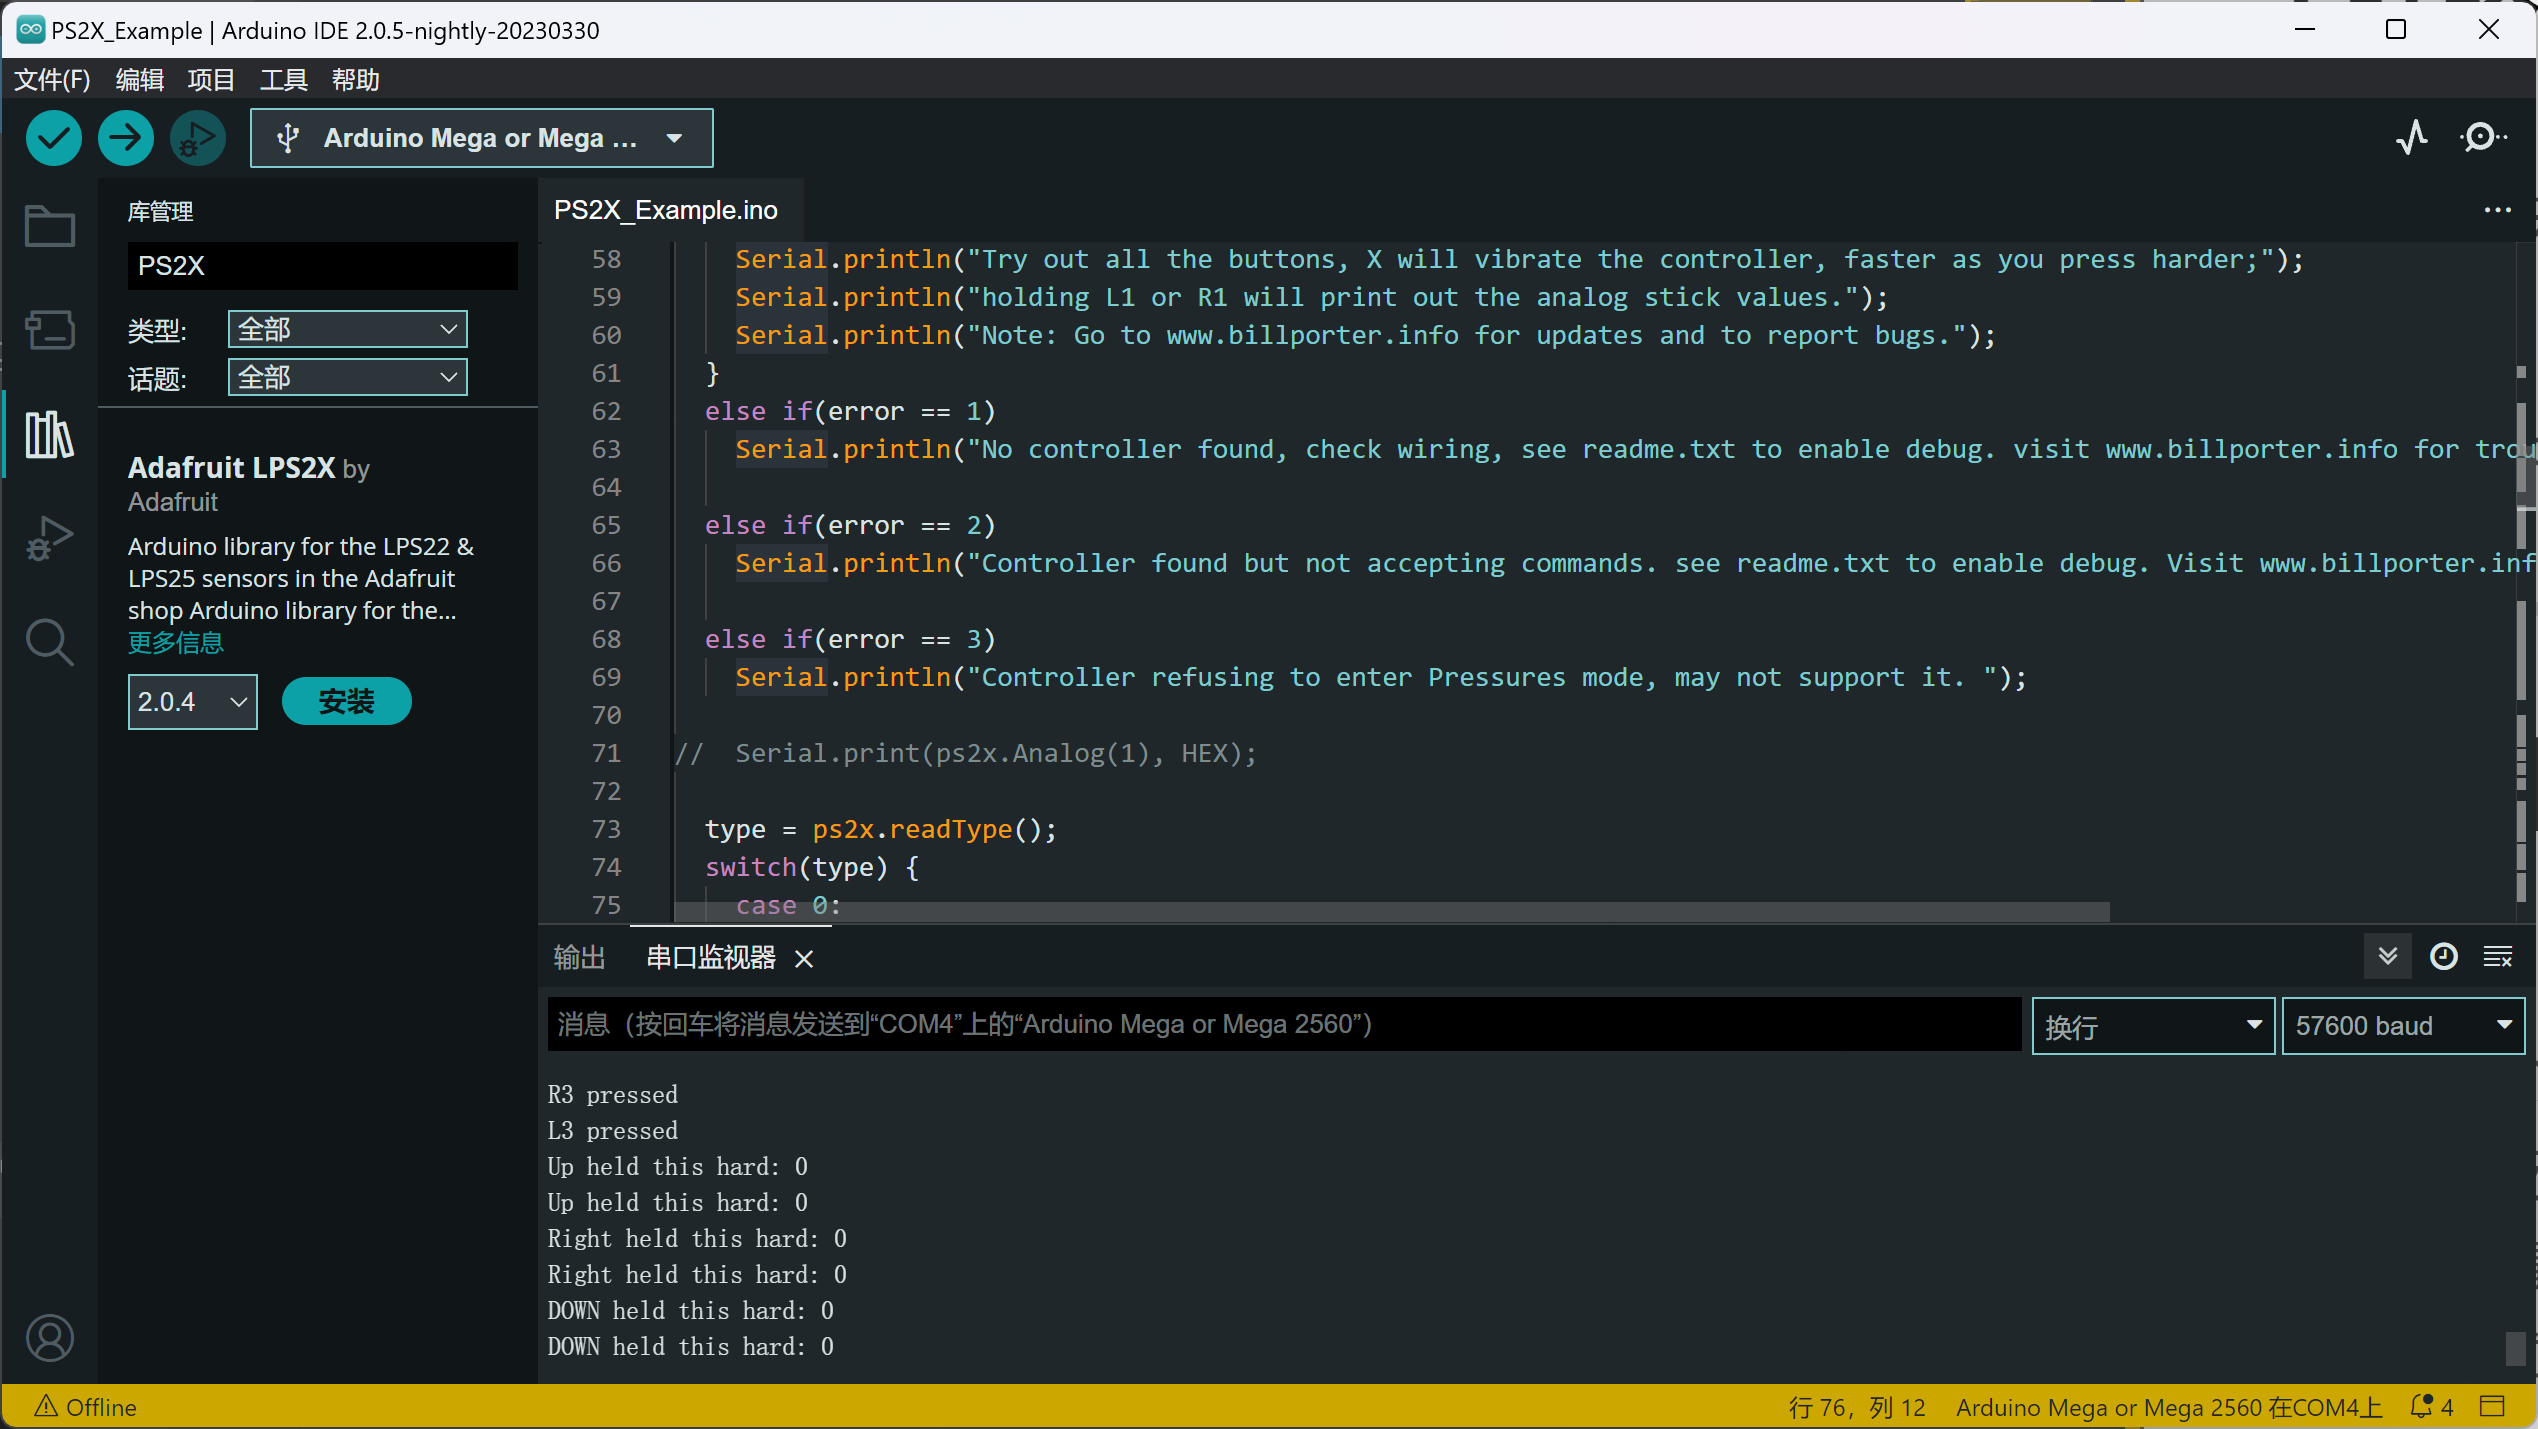 PS2X_Example | Arduino IDE 2.0.5-nightly-20230330
文件(F) 编辑 项目 工具 帮助
Arduino Mega or Mega ...
库管理
PS2X
类型: 全部
话题: 全部
Adafruit LPS2X by
Adafruit
Arduino library for the LPS22 &
LPS25 sensors in the Adafruit
shop Arduino library for the...
更多信息
2.0.4 安装
PS2X_Example.ino
58 Serial.println("Try out all the buttons, X will vibrate the controller, faster as you press harder;");
59 Serial.println("holding L1 or R1 will print out the analog stick values.");
60 Serial.println("Note: Go to www.billporter.info for updates and to report bugs.");
61 }
62 else if(error == 1)
63 Serial.println("No controller found, check wiring, see readme.txt to enable debug. visit www.billporter.info for trou
64
65 else if(error == 2)
66 Serial.println("Controller found but not accepting commands. see readme.txt to enable debug. Visit www.billporter.inf
67
68 else if(error == 3)
69 Serial.println("Controller refusing to enter Pressures mode, may not support it. ");
70
71 // Serial.print(ps2x.Analog(1), HEX);
72
73 type = ps2x.readType();
74 switch(type) {
75 case 0:
输出 串口监视器
消息（按回车将消息发送到“COM4”上的“Arduino Mega or Mega 2560”）
换行 57600 baud
R3 pressed
L3 pressed
Up held this hard: 0
Up held this hard: 0
Right held this hard: 0
Right held this hard: 0
DOWN held this hard: 0
DOWN held this hard: 0
Offline 行 76，列 12 Arduino Mega or Mega 2560 在COM4上 4